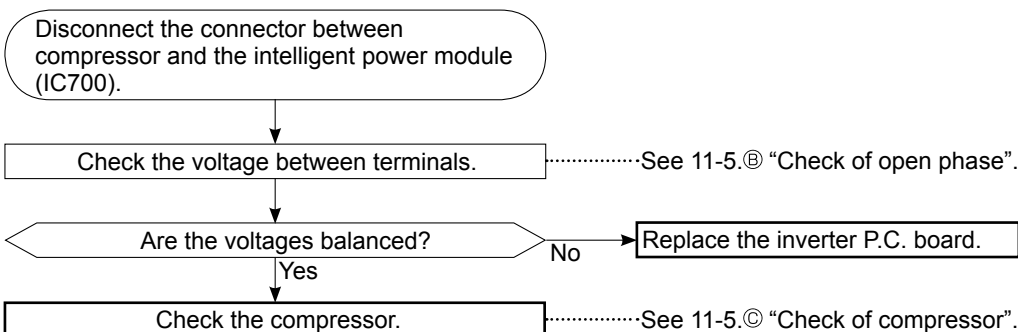 Disconnect the connector between
compressor and the intelligent power module
(IC700).
Check the voltage between terminals.
See 11-5.Ⓑ “Check of open phase”.
Are the voltages balanced?
No
Replace the inverter P.C. board.
Yes
Check the compressor.
See 11-5.Ⓒ “Check of compressor”.